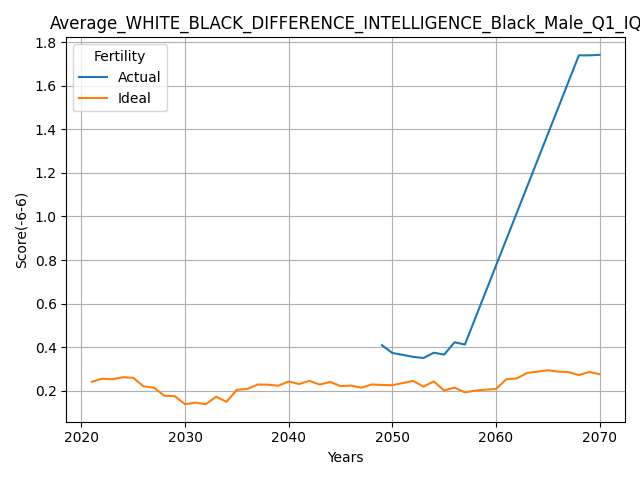 Average_WHITE_BLACK_DIFFERENCE_INTELLIGENCE_Black_Male_Q1_IQ
Fertility
Actual
Ideal
1.8
1.6
1.4
1.2
1.0
0.8
0.6
0.4
0.2
Score(-6-6)
2020
2030
2040
2050
2060
2070
Years